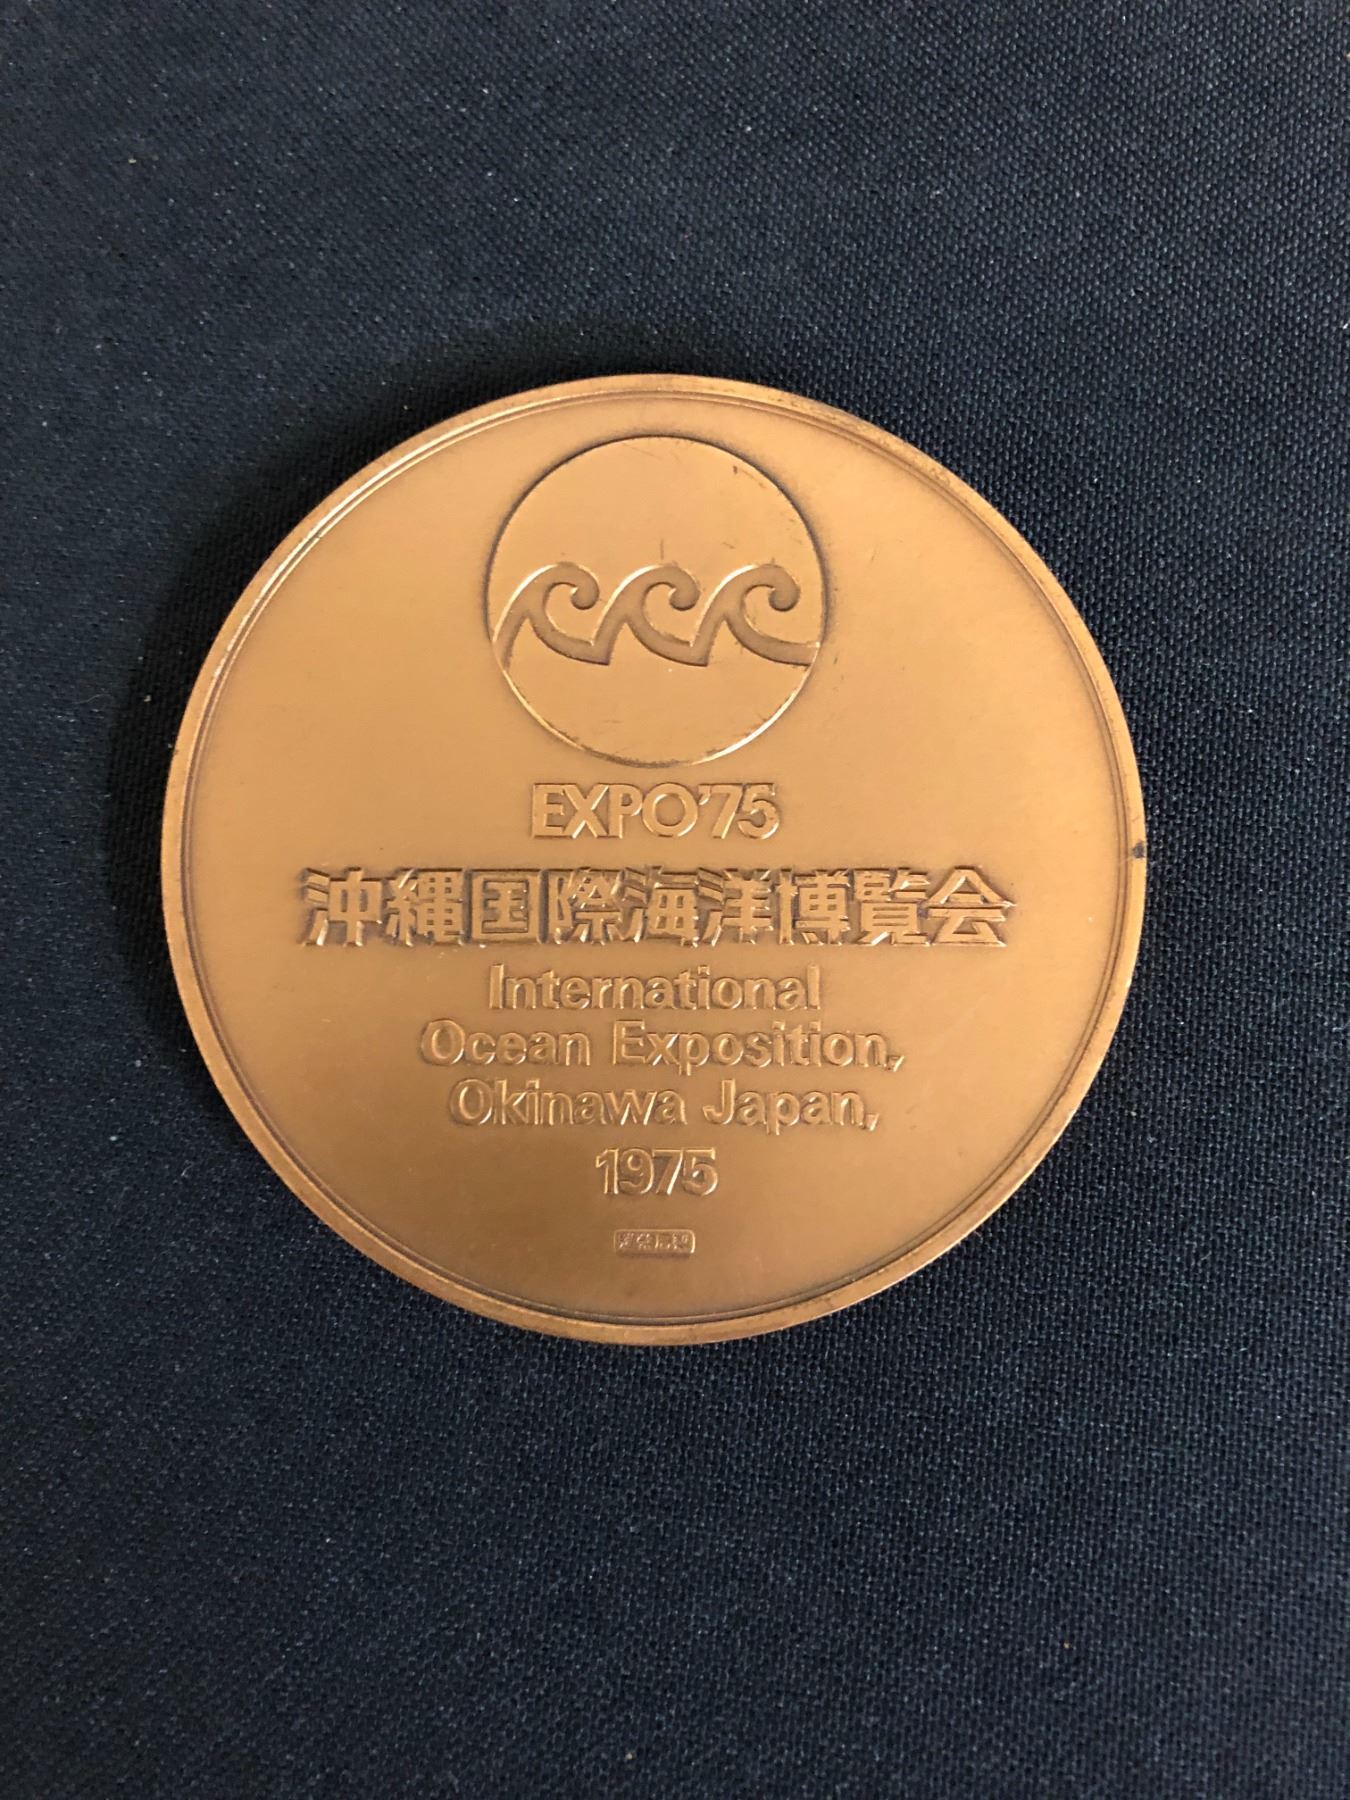 EXPO'75
沖縄国際海洋博覧会
International
Ocean Exposition,
Okinawa Japan,
1975